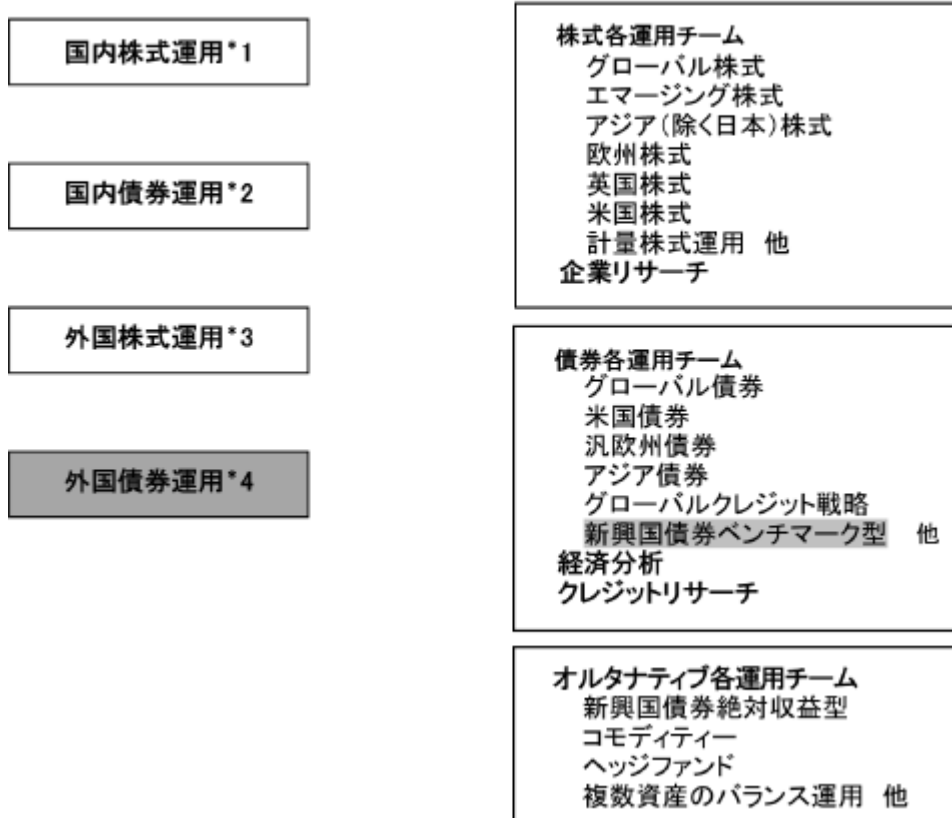 国内株式運用*1
国内債券運用*2
外国株式運用*3
外国債券運用*4
株式各運用チーム
グローバル株式
エマージング株式
アジア(除く日本)株式
欧州株式
英国株式
米国株式
計量株式運用 他
企業リサーチ
債券各運用チーム
グローバル債券
米国債券
汎欧州債券
アジア債券
グローバルクレジット戦略
新興国債券ベンチマーク型 他
経済分析
クレジットリサーチ
オルタナティブ各運用チーム
新興国債券絶対収益型
コモディティー
ヘッジファンド
複数資産のバランス運用 他